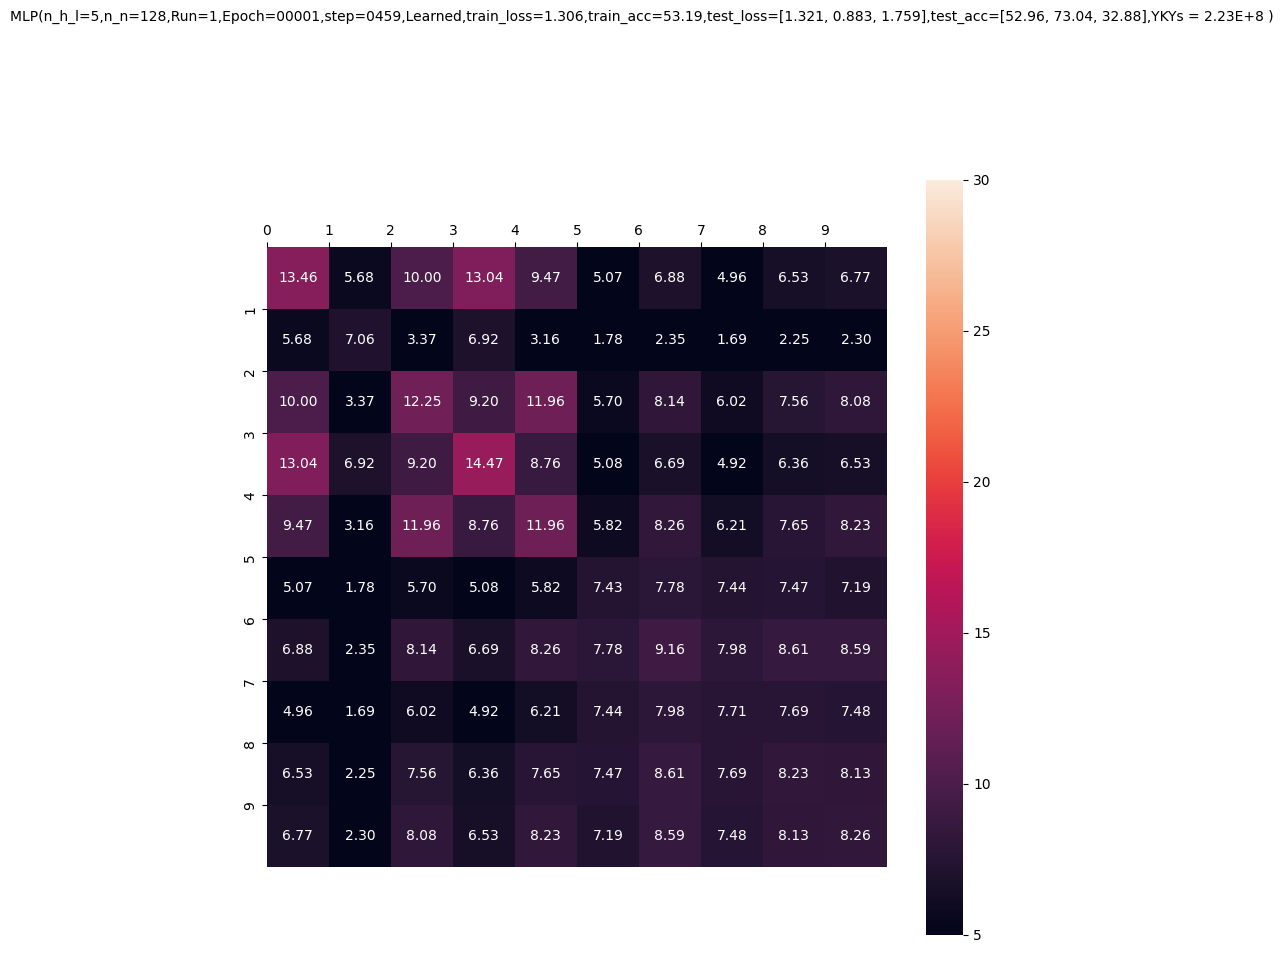 MLP(n_h_l=5,n_n=128,Run=1,Epoch=00001,step=0459,Learned,train_loss=1.306,train_acc=53.19,test_loss=[1.321, 0.883, 1.759],test_acc=[52.96, 73.04, 32.88],YKYs = 2.23E+8 )
30
0 1 2 3 4 5 6 7 8 9
13.46 5.68 10.00 13.04 9.47 5.07 6.88 4.96 6.53 6.77
1
25
5.68 7.06 3.37 6.92 3.16 1.78 2.35 1.69 2.25 2.30
2
10.00 3.37 12.25 9.20 11.96 5.70 8.14 6.02 7.56 8.08
3
13.04 6.92 9.20 14.47 8.76 5.08 6.69 4.92 6.36 6.53
20
4
9.47 3.16 11.96 8.76 11.96 5.82 8.26 6.21 7.65 8.23
5
5.07 1.78 5.70 5.08 5.82 7.43 7.78 7.44 7.47 7.19
6
15
6.88 2.35 8.14 6.69 8.26 7.78 9.16 7.98 8.61 8.59
7
4.96 1.69 6.02 4.92 6.21 7.44 7.98 7.71 7.69 7.48
8
6.53 2.25 7.56 6.36 7.65 7.47 8.61 7.69 8.23 8.13
10
9
6.77 2.30 8.08 6.53 8.23 7.19 8.59 7.48 8.13 8.26
5